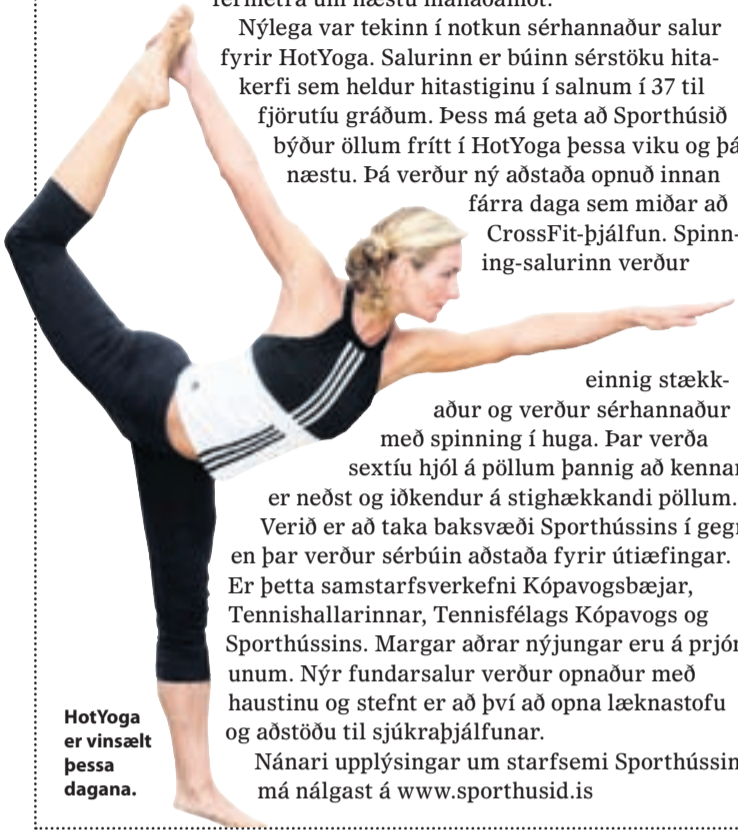 Nýlega var tekinn í notkun sérhannaður salur
fyrir HotYoga. Salurinn er búinn sérstöku hita-
kerfi sem heldur hitastiginu í salnum í 37 til
fjörutíu gráðum. Þess má geta að Sporthúsið
býður öllum frítt í HotYoga þessa viku og þá
næstu. Þá verður ný aðstaða opnuð innan
fárra daga sem miðar að
CrossFit-þjálfun. Spinn-
ing-salurinn verður
einnig stækk-
aður og verður sérhannaður
með spinning í huga. Þar verða
sextíu hjól á pöllum þannig að kennar
er neðst og iðkendur á stighækkandi pöllum.
Verið er að taka baksvæði Sporthússins í geg
en þar verður sérbúin aðstaða fyrir útiæfingar.
Er þetta samstarfsverkefni Kópavogsbæjar,
Tennishallarinnar, Tennisfélags Kópavogs og
Sporthússins. Margar aðrar nýjungar eru á prjón
unum. Nýr fundarsalur verður opnaður með
haustinu og stefnt er að því að opna læknastofu
og aðstöðu til sjúkraþjálfunar.
Nánari upplýsingar um starfsemi Sporthússin
má nálgast á www.sporthusid.is
HotYoga
er vinsælt
þessa
dagana.